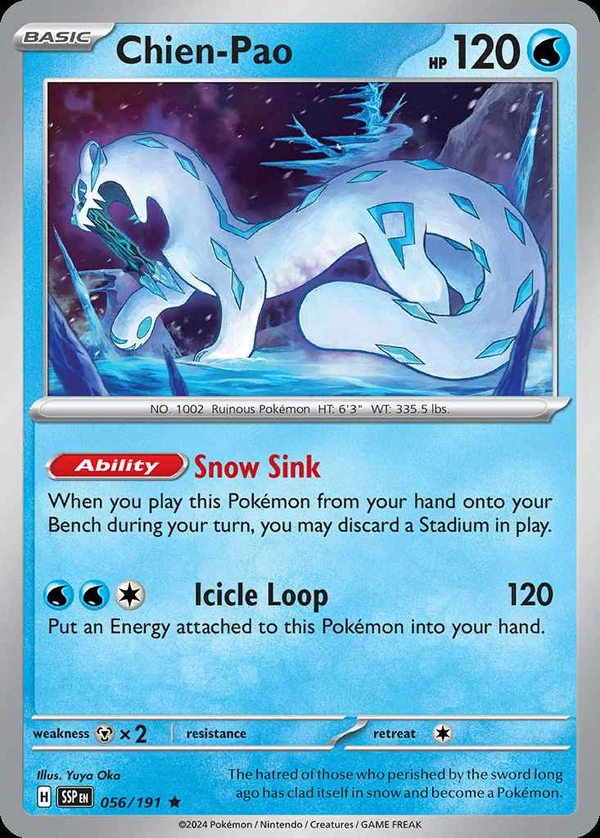 BASIC
Chien-Pao
HP 120
NO. 1002 Ruinous Pokémon HT: 6'3" WT: 335.5 lbs.
Ability Snow Sink
When you play this Pokémon from your hand onto your
Bench during your turn, you may discard a Stadium in play.
Icicle Loop 120
Put an Energy attached to this Pokémon into your hand.
weakness ×2 resistance retreat
Illus. Yuya Oka
H SSP EN 056/191 ★
The hatred of those who perished by the sword long
ago has clad itself in snow and become a Pokémon.
©2024 Pokémon / Nintendo / Creatures / GAME FREAK